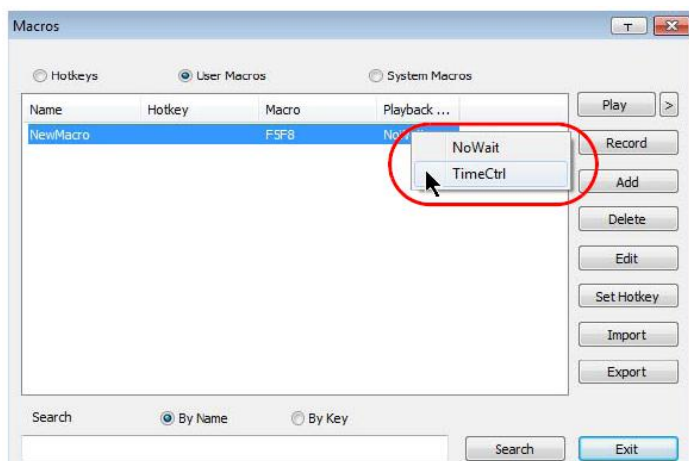 Macros T
Hotkeys User Macros System Macros
Name Hotkey Macro Playback ... Play >
NewMacro F5F8 NoWait Record
TimeCtrl Add
Delete
Edit
Set Hotkey
Import
Export
Search By Name By Key
Search Exit